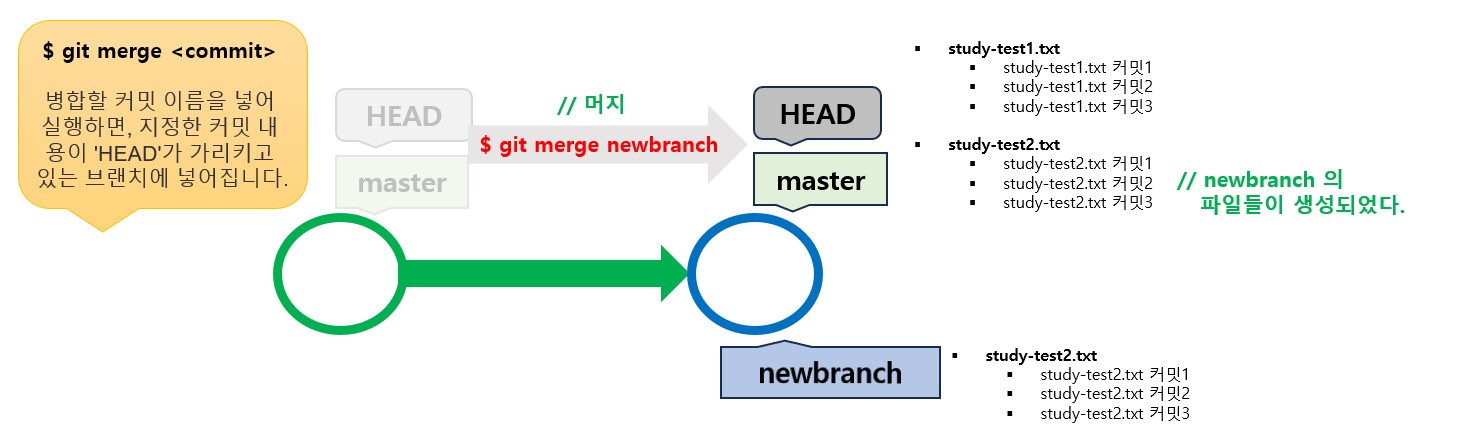 $ git merge <commit>
병합할 커밋 이름을 넣어
실행하면, 지정한 커밋 내
용이 'HEAD'가 가리키고
있는 브랜치에 넣어집니다.
HEAD
master
// 머지
$ git merge newbranch
HEAD
master
▪ study-test1.txt
▪ study-test1.txt 커밋1
▪ study-test1.txt 커밋2
▪ study-test1.txt 커밋3
▪ study-test2.txt
▪ study-test2.txt 커밋1
▪ study-test2.txt 커밋2
▪ study-test2.txt 커밋3
// newbranch 의
파일들이 생성되었다.
newbranch
▪ study-test2.txt
▪ study-test2.txt 커밋1
▪ study-test2.txt 커밋2
▪ study-test2.txt 커밋3